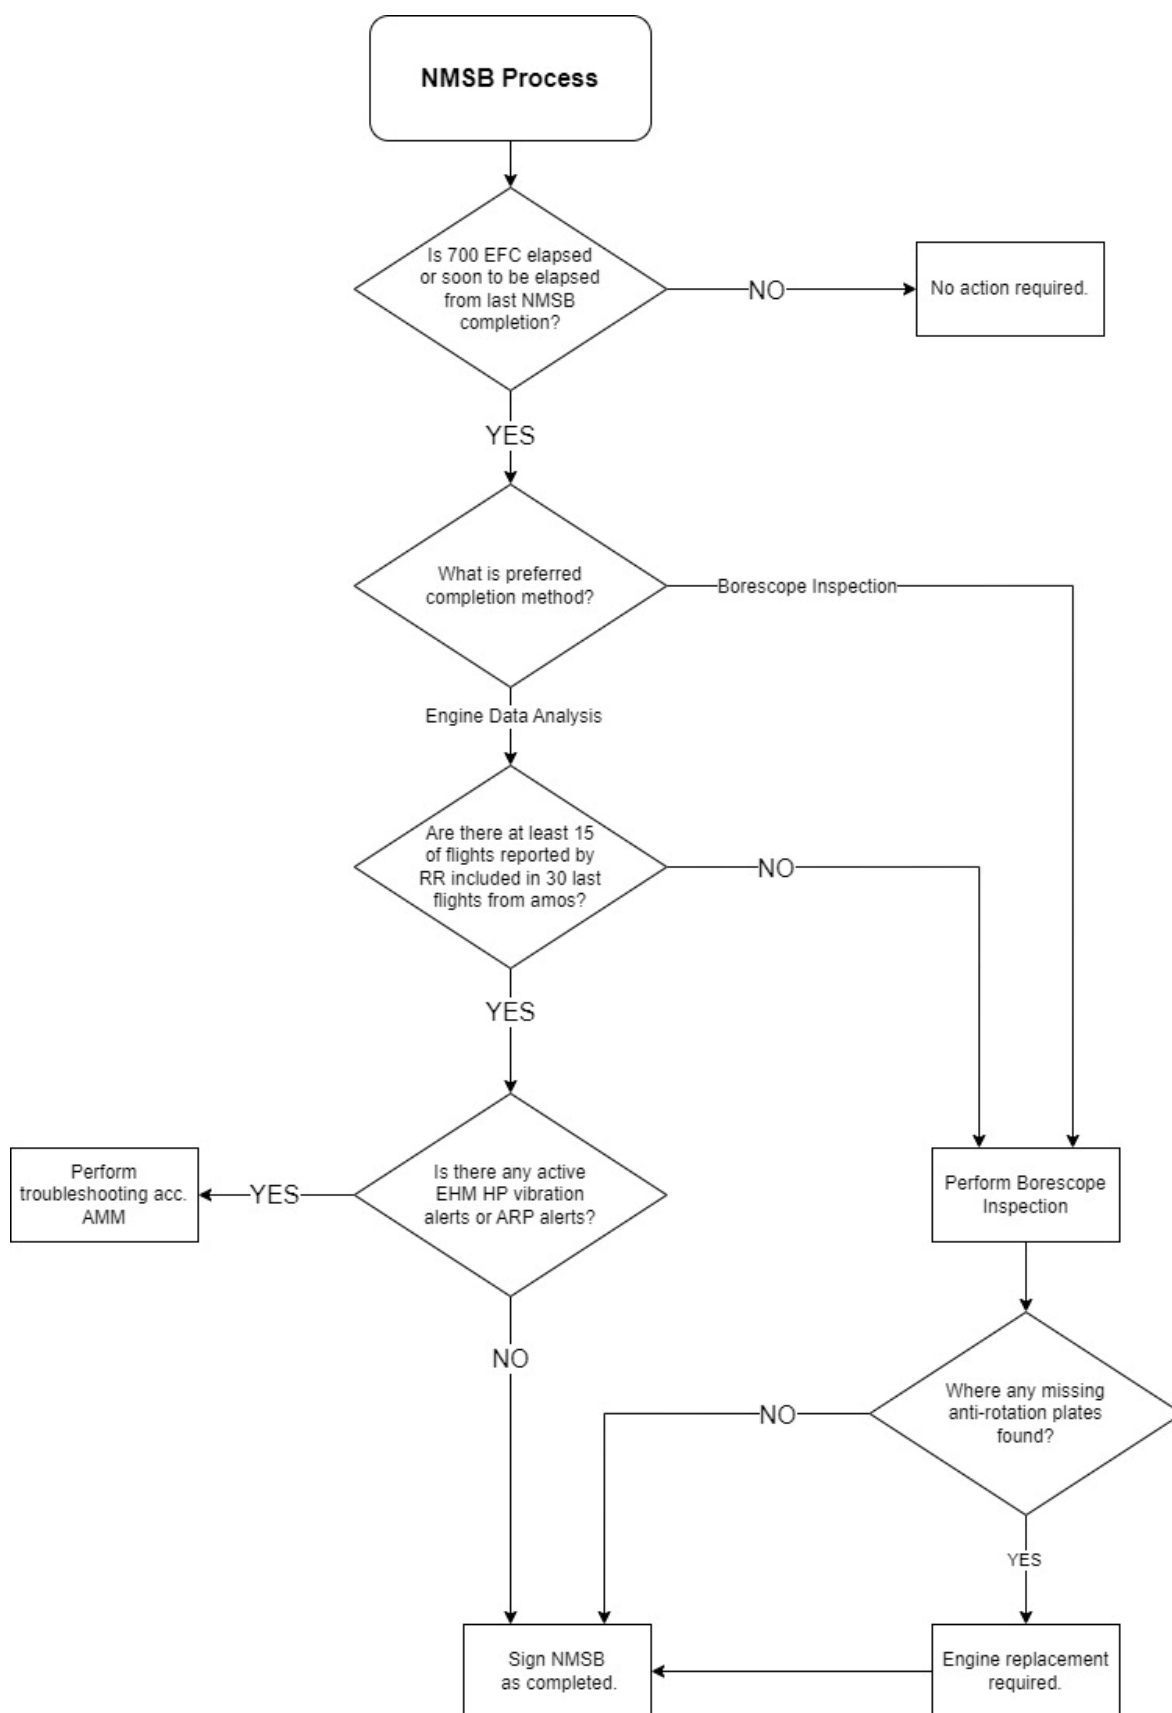 NMSB Process
Is 700 EFC elapsed
or soon to be elapsed
from last NMSB
completion?
NO
No action required.
YES
What is preferred
completion method?
Borescope Inspection
Engine Data Analysis
Are there at least 15
of flights reported by
RR included in 30 last
flights from amos?
NO
YES
Perform
troubleshooting acc.
AMM
YES
Is there any active
EHM HP vibration
alerts or ARP alerts?
Perform Borescope
Inspection
NO
Where any missing
anti-rotation plates
found?
NO
YES
Sign NMSB
as completed.
Engine replacement
required.